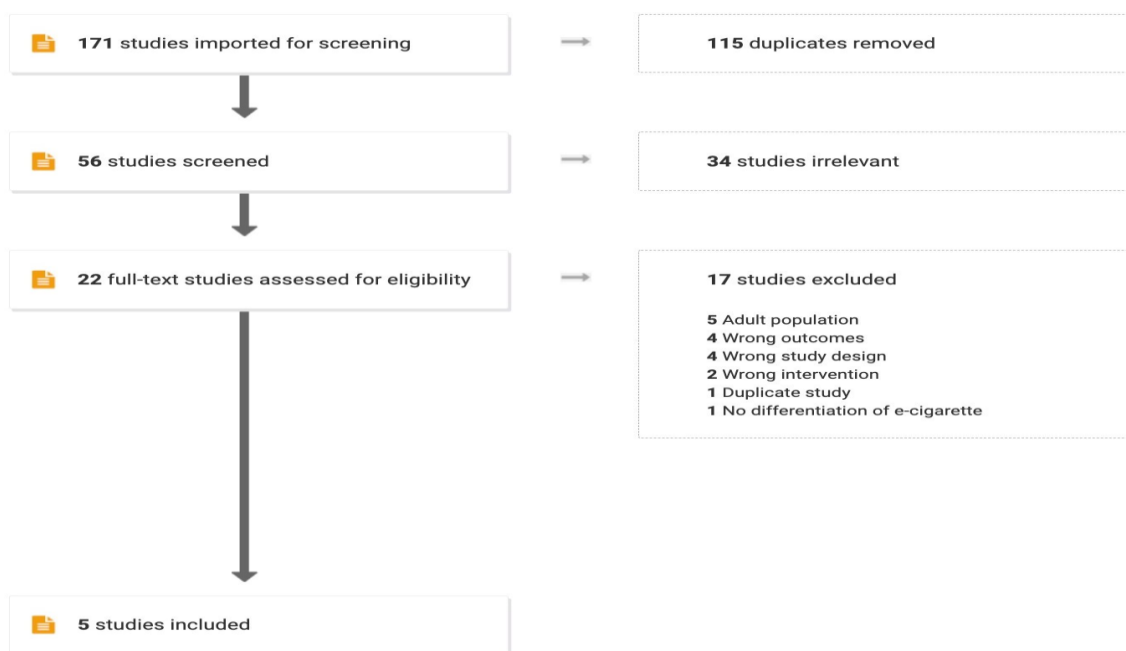 171 studies imported for screening
115 duplicates removed
56 studies screened
34 studies irrelevant
22 full-text studies assessed for eligibility
17 studies excluded
5 Adult population
4 Wrong outcomes
4 Wrong study design
2 Wrong intervention
1 Duplicate study
1 No differentiation of e-cigarette
5 studies included